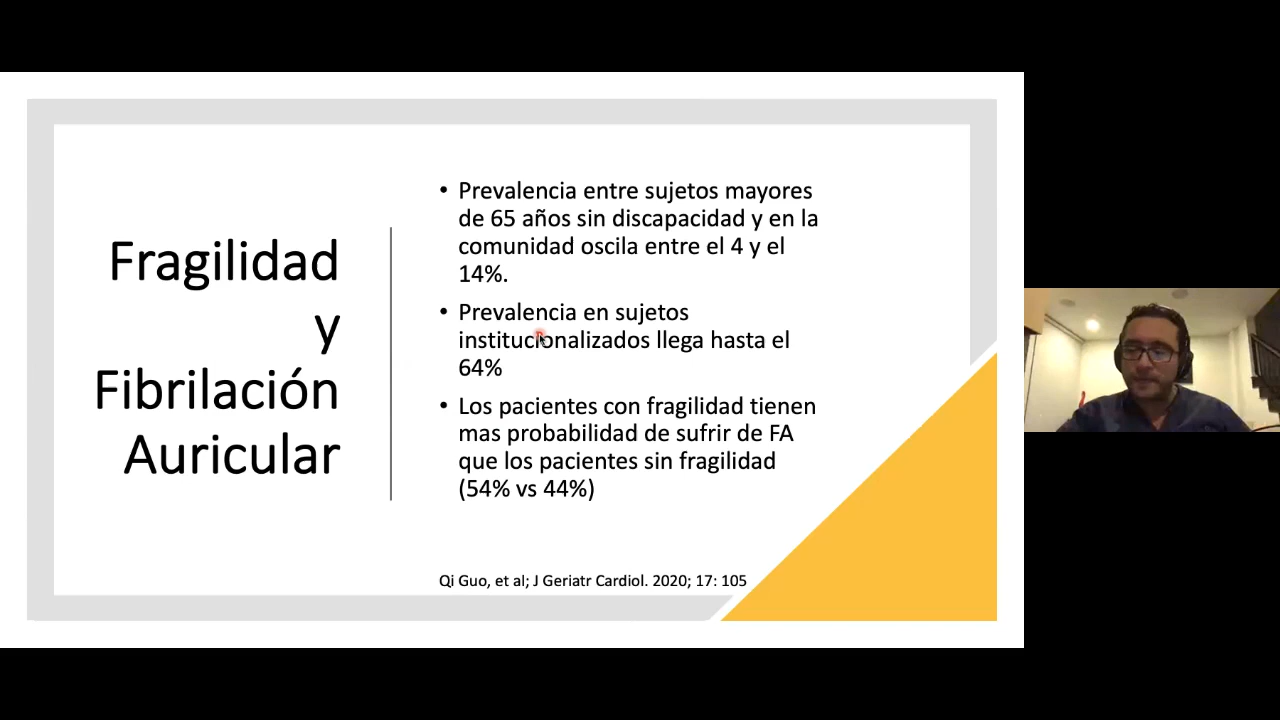 Fragilidad
y
Fibrilación
Auricular
• Prevalencia entre sujetos mayores
de 65 años sin discapacidad y en la
comunidad oscila entre el 4 y el
14%.
• Prevalencia en sujetos
institucionalizados llega hasta el
64%
• Los pacientes con fragilidad tienen
mas probabilidad de sufrir de FA
que los pacientes sin fragilidad
(54% vs 44%)
Qi Guo, et al; J Geriatr Cardiol. 2020; 17: 105